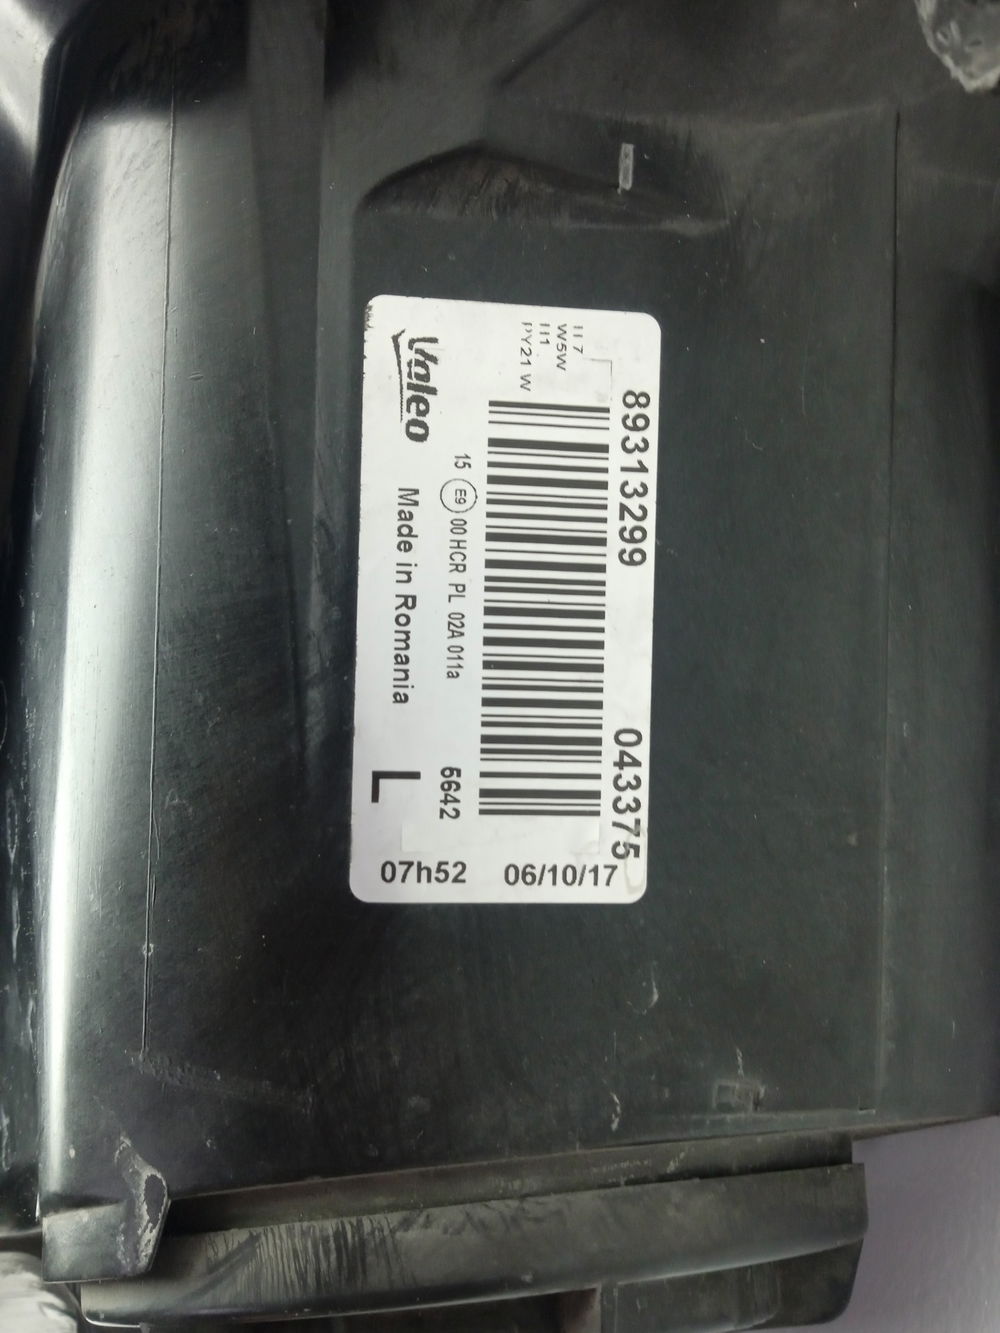 89313299 043375
H7
W5W
H1
PY21W
15 E9 00 HCR PL 02A 011a 5642
Valeo Made in Romania L
06/10/17
07h52